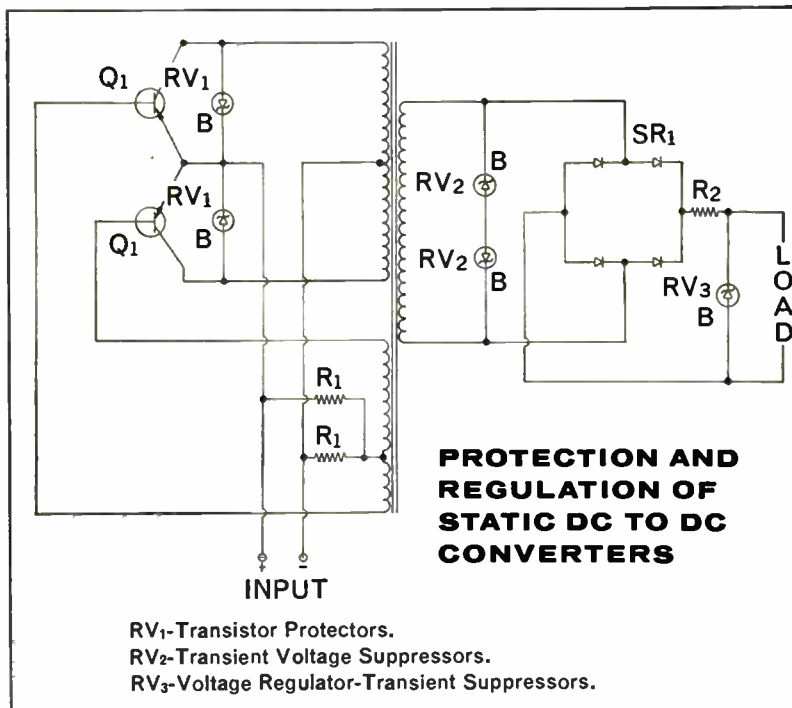 Q1
RV1
B
RV1
B
Q1
R1
R1
+
-
INPUT
B
RV2
RV2
B
SR1
R2
RV3
B
LOAD
PROTECTION AND
REGULATION OF
STATIC DC TO DC
CONVERTERS
RV1-Transistor Protectors.
RV2-Transient Voltage Suppressors.
RV3-Voltage Regulator-Transient Suppressors.